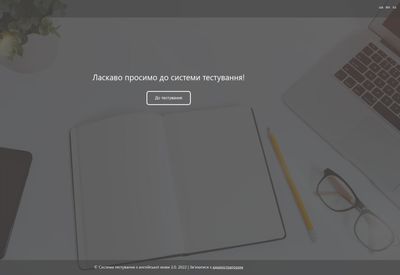 ua en ru
Ласкаво просимо до системи тестування!
До тестування
© Система тестування з англійської мови 2.0. 2022 | Зв'язатися з адміністратором